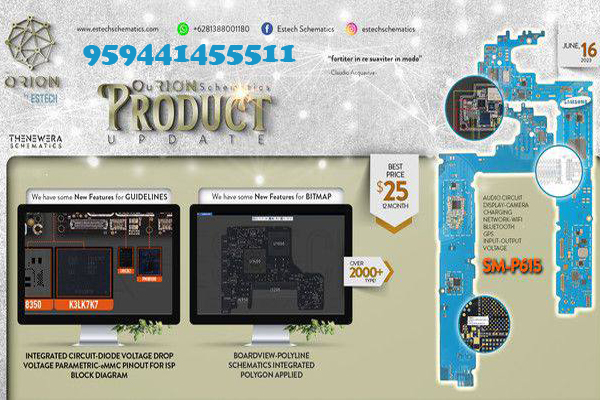 www.estechschematics.com
+6281388001180
Estech Schematics
estechschematics
959441455511
"fortiter in re suaviter in modo"
Claudio Acquaviva
JUNE, 16
2023
ORION
by ESTECH
THENEWERA
SCHEMATICS
OuRION Schematics
PRODUCT
UPDATE
SAMSUNG
BEST
PRICE
$25
12 MONTH
We have some New Features for GUIDELINES
We have some New Features for BITMAP
AUDIO CIRCUIT
DISPLAY-CAMERA
CHARGING
NETWORK-WIFI
BLUETOOTH
GPS
INPUT-OUTPUT
VOLTAGE
SM-P615
OVER
2000+
TYPE!
8350
K3LK7K7
INTEGRATED CIRCUIT-DIODE VOLTAGE DROP
VOLTAGE PARAMETRIC-eMMC PINOUT FOR ISP
BLOCK DIAGRAM
BOARDVIEW-POLYLINE
SCHEMATICS INTEGRATED
POLYGON APPLIED